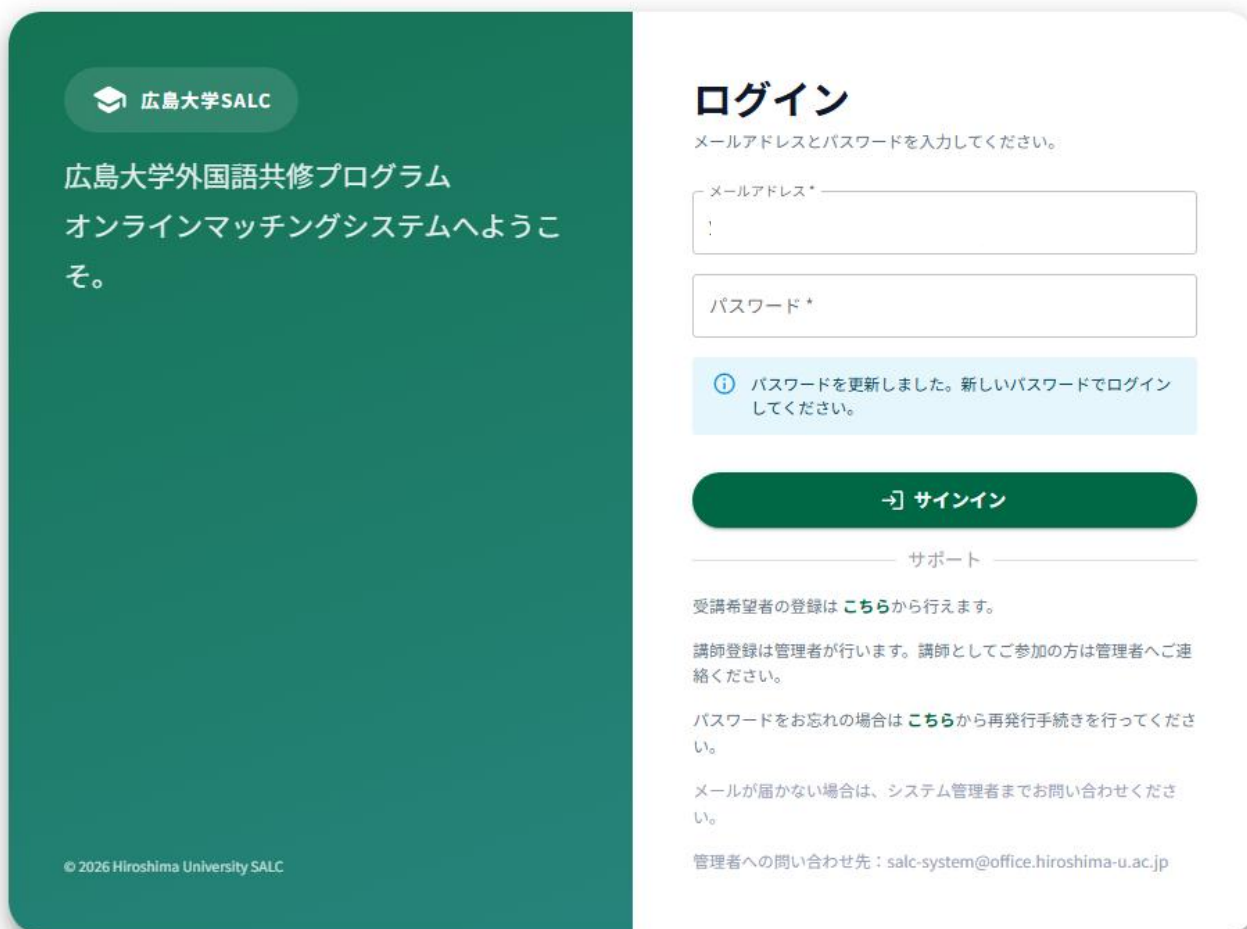 広島大学SALC
広島大学外国語共修プログラム
オンラインマッチングシステムへようこ
そ。
© 2026 Hiroshima University SALC
ログイン
メールアドレスとパスワードを入力してください。
メールアドレス *
パスワード *
パスワードを更新しました。新しいパスワードでログイン
してください。
サインイン
サポート
受講希望者の登録は こちらから行えます。
講師登録は管理者が行います。講師としてご参加の方は管理者へご連
絡ください。
パスワードをお忘れの場合は こちらから再発行手続きを行ってくださ
い。
メールが届かない場合は、システム管理者までお問い合わせくださ
い。
管理者への問い合わせ先：salc-system@office.hiroshima-u.ac.jp